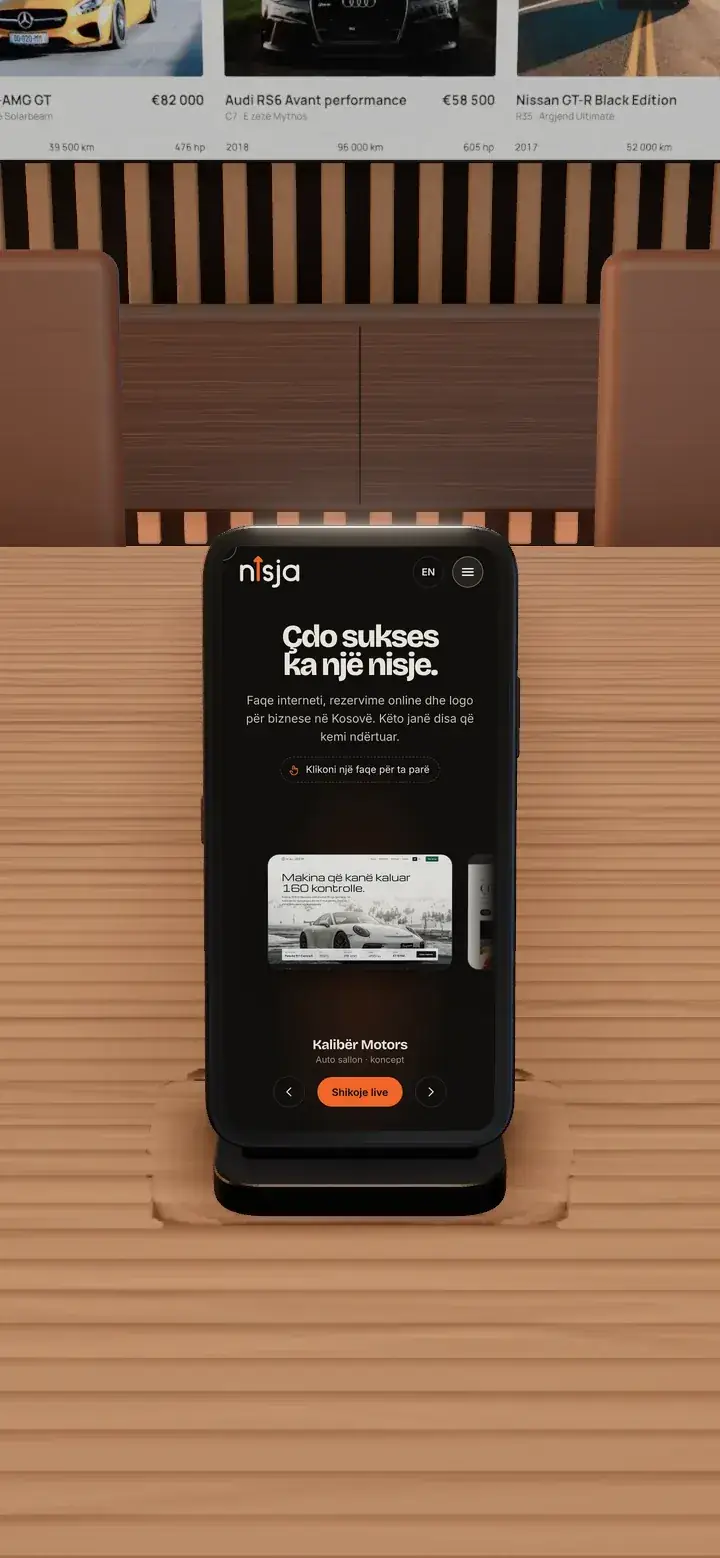 -AMG GT €82 000
Solarbeam
39 500 km 476 hp
Audi RS6 Avant performance €58 500
C7 · E zezë Mythos
2018 96 000 km 605 hp
Nissan GT-R Black Edition
R35 · Argjend Ultimate
2017 52 000 km
nisja
EN
Çdo sukses
ka një nisje.
Faqe interneti, rezervime online dhe logo
për biznese në Kosovë. Këto janë disa që
kemi ndërtuar.
Klikoni një faqe për ta parë
Makina që kanë kaluar
160 kontrolle.
Kalibër Motors
Auto sallon · koncept
Shikoje live